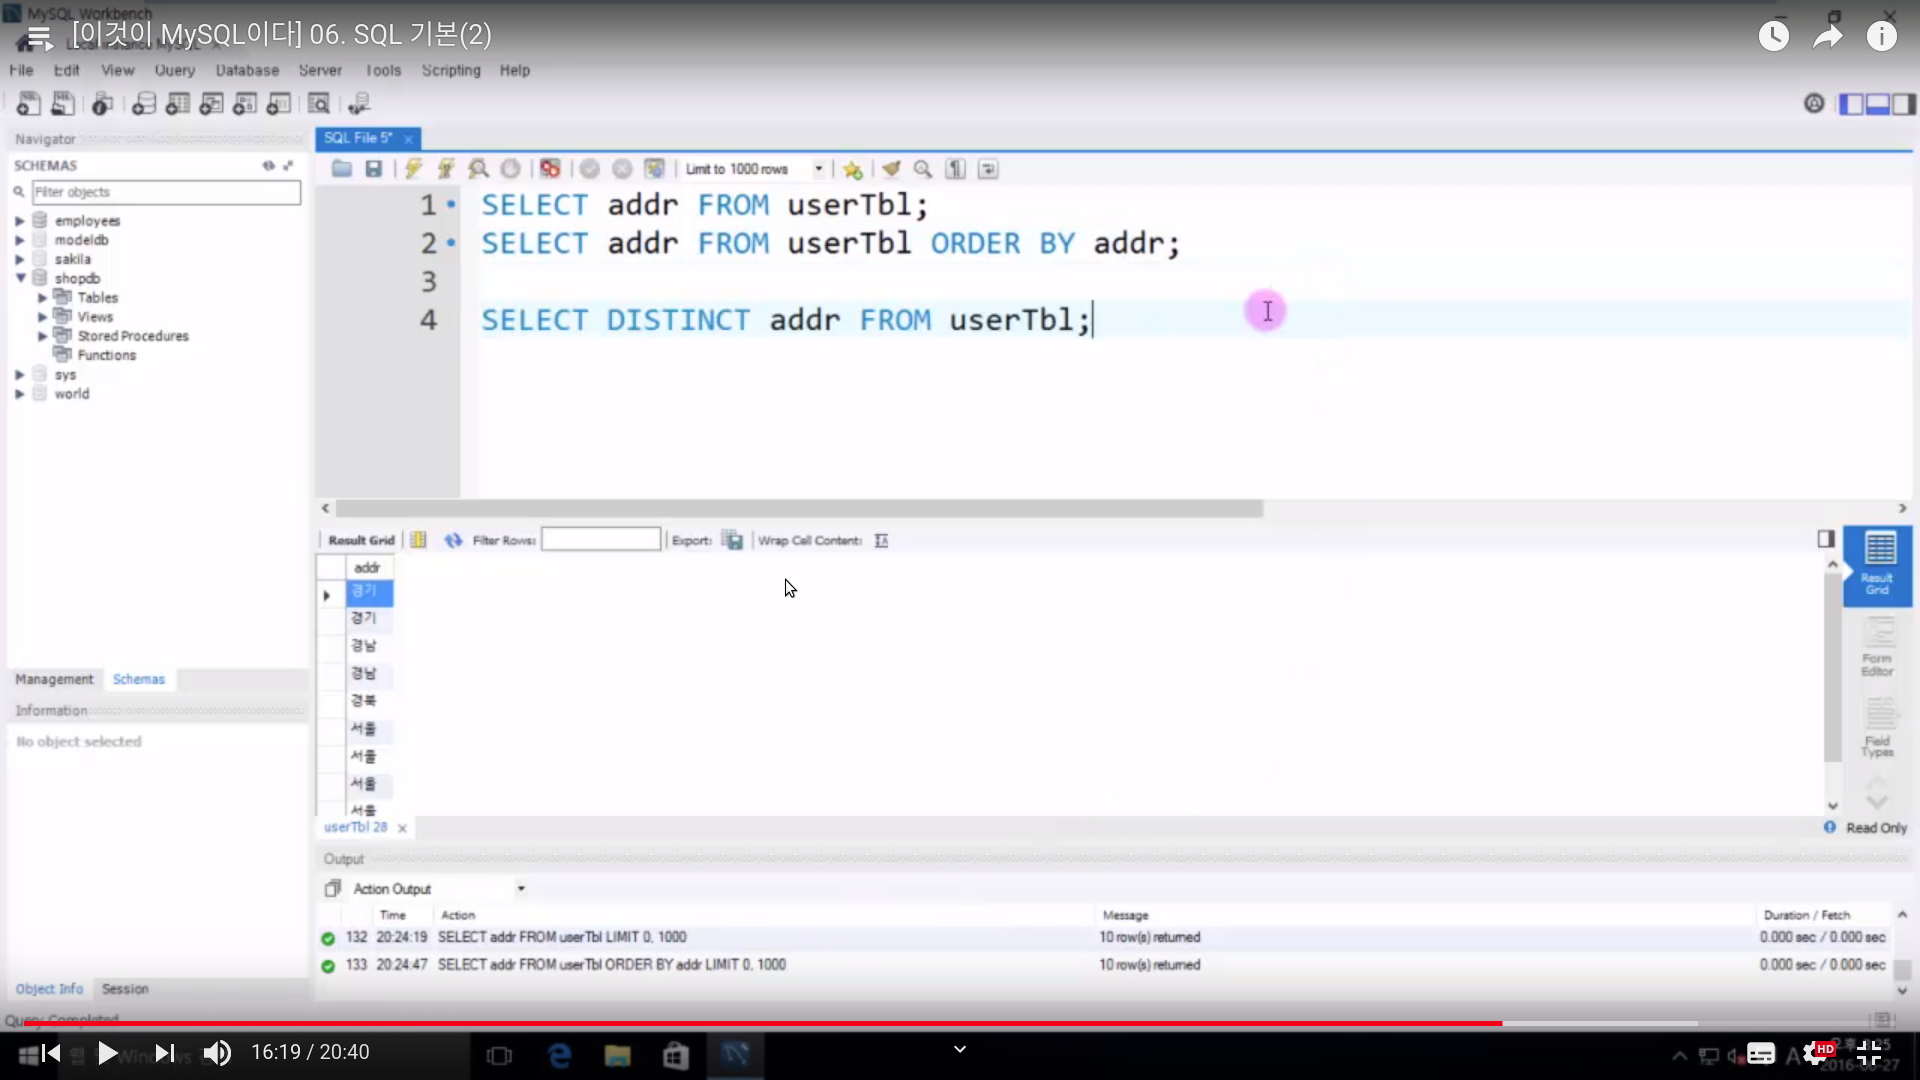 MySQL Workbench
[이것이 MySQL이다] 06. SQL 기본(2)
File Edit View Query Database Server Tools Scripting Help
Navigator
SCHEMAS
Filter objects
employees
modeldb
sakila
shopdb
Tables
Views
Stored Procedures
Functions
sys
world
Management Schemas
Information
No object selected
Object Info Session
Query Completed
SQL File 5*
Limit to 1000 rows
1 SELECT addr FROM userTbl;
2 SELECT addr FROM userTbl ORDER BY addr;
3
4 SELECT DISTINCT addr FROM userTbl;
Result Grid Filter Rows: Export: Wrap Cell Content:
addr
경기
경기
경남
경남
경북
서울
서울
서울
서울
Result Grid
Form Editor
Field Types
userTbl 28
Read Only
Output
Action Output
Time Action Message Duration / Fetch
132 20:24:19 SELECT addr FROM userTbl LIMIT 0, 1000 10 row(s) returned 0.000 sec / 0.000 sec
133 20:24:47 SELECT addr FROM userTbl ORDER BY addr LIMIT 0, 1000 10 row(s) returned 0.000 sec / 0.000 sec
16:19 / 20:40
HD